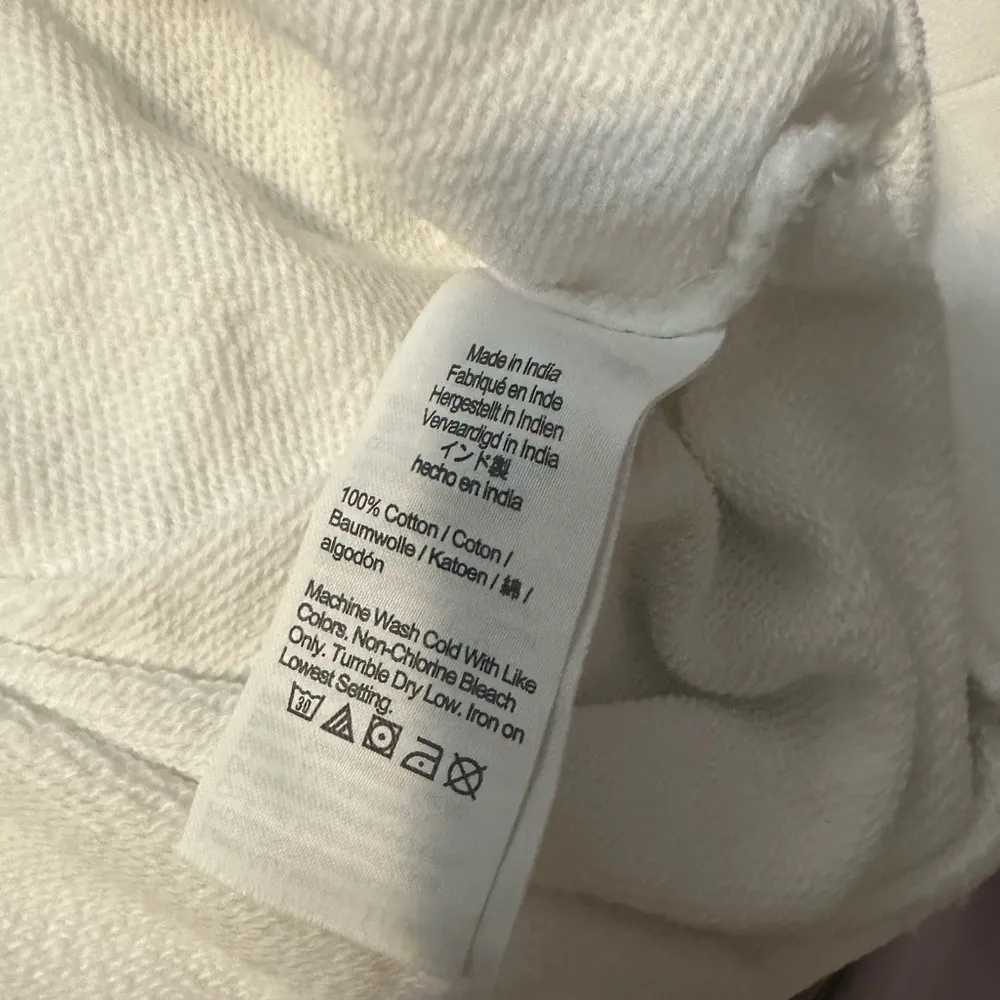 Made in India
Fabriqué en Inde
Hergestellt in Indien
Vervaardigd in India
インド製
hecho en india
100% Cotton / Coton /
Baumwolle / Katoen / 綿 /
algodón
Machine Wash Cold With Like
Colors. Non-Chlorine Bleach
Only. Tumble Dry Low. Iron on
Lowest Setting.
30